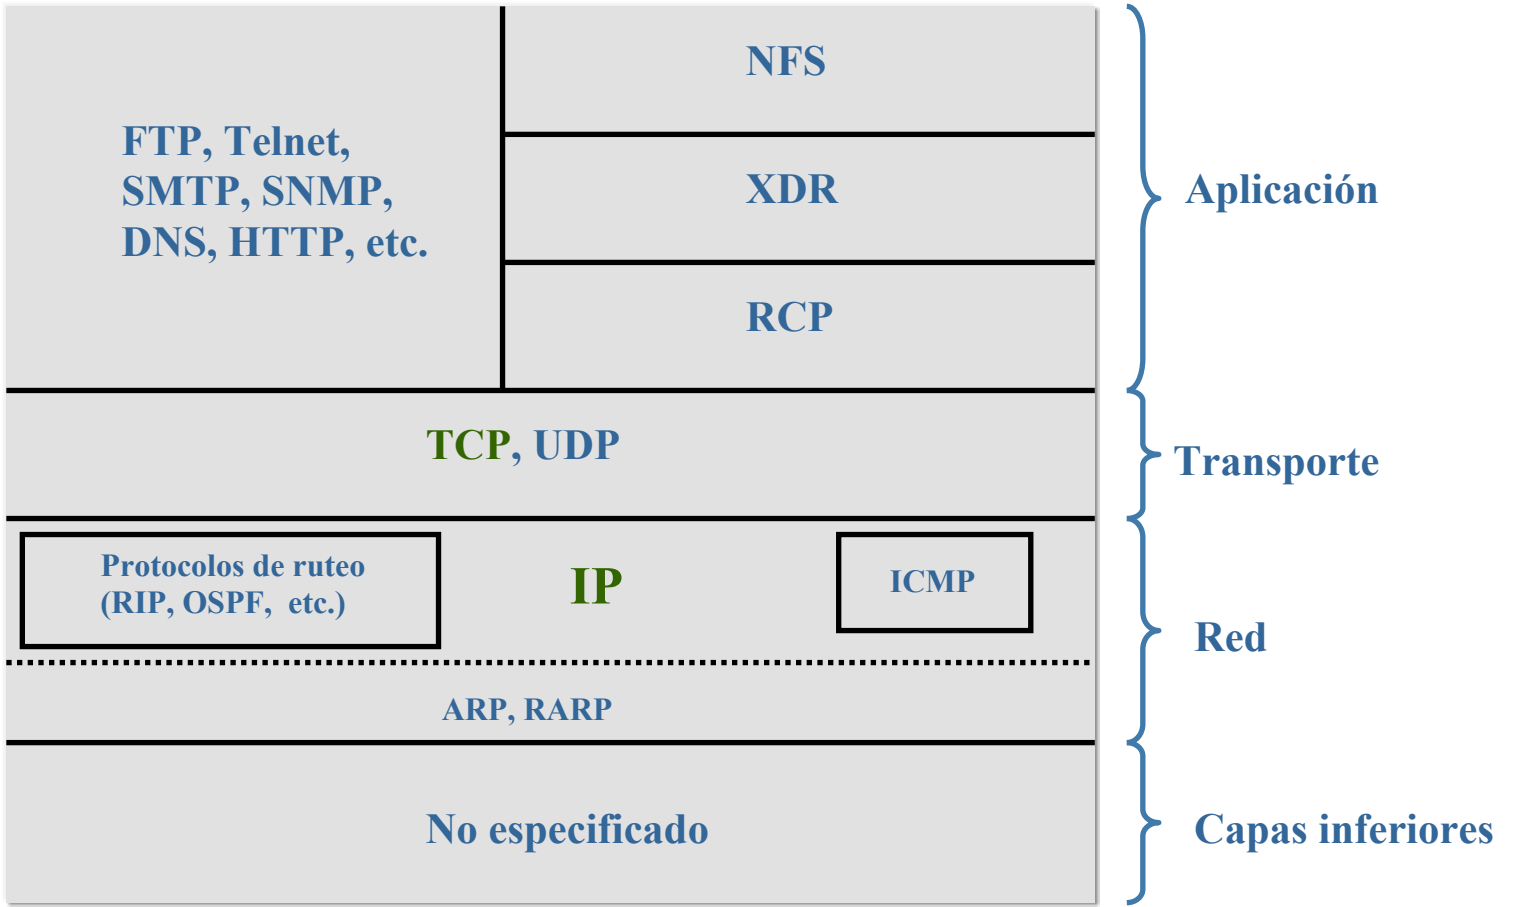 FTP, Telnet,
SMTP, SNMP,
DNS, HTTP, etc.
NFS
XDR
RCP
Aplicación
TCP, UDP
Transporte
Protocolos de ruteo
(RIP, OSPF, etc.)
IP
ICMP
Red
ARP, RARP
No especificado
Capas inferiores